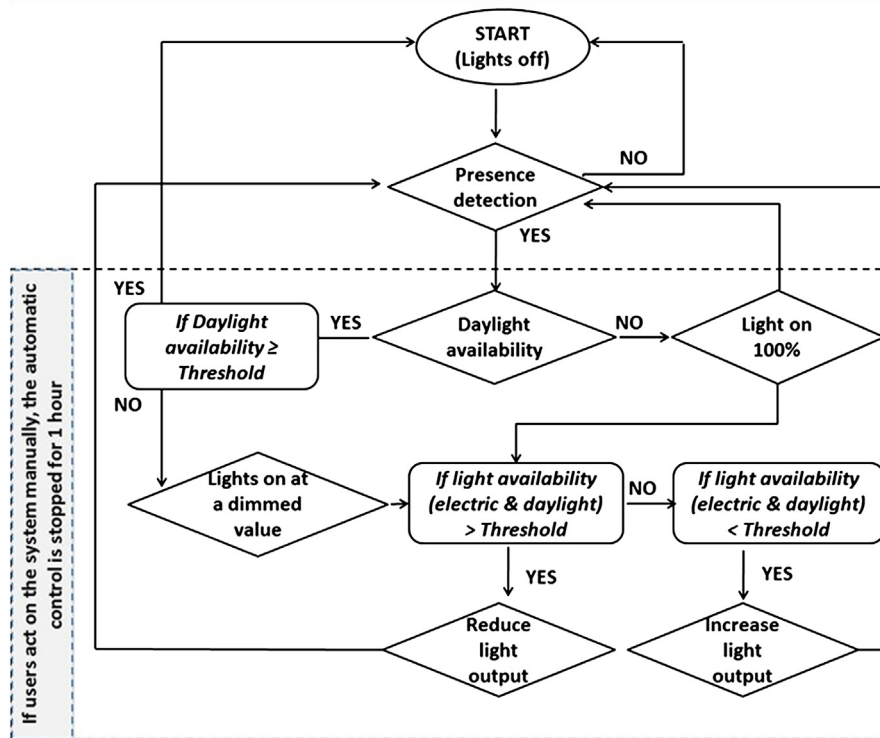 START
(Lights off)
Presence
detection
NO
YES
Daylight
availability
YES
NO
Light on
100%
YES
If Daylight
availability ≥
Threshold
NO
Lights on at
a dimmed
value
If light availability
(electric & daylight)
> Threshold
NO
If light availability
(electric & daylight)
< Threshold
YES
YES
Reduce
light
output
Increase
light
output
If users act on the system manually, the automatic
control is stopped for 1 hour